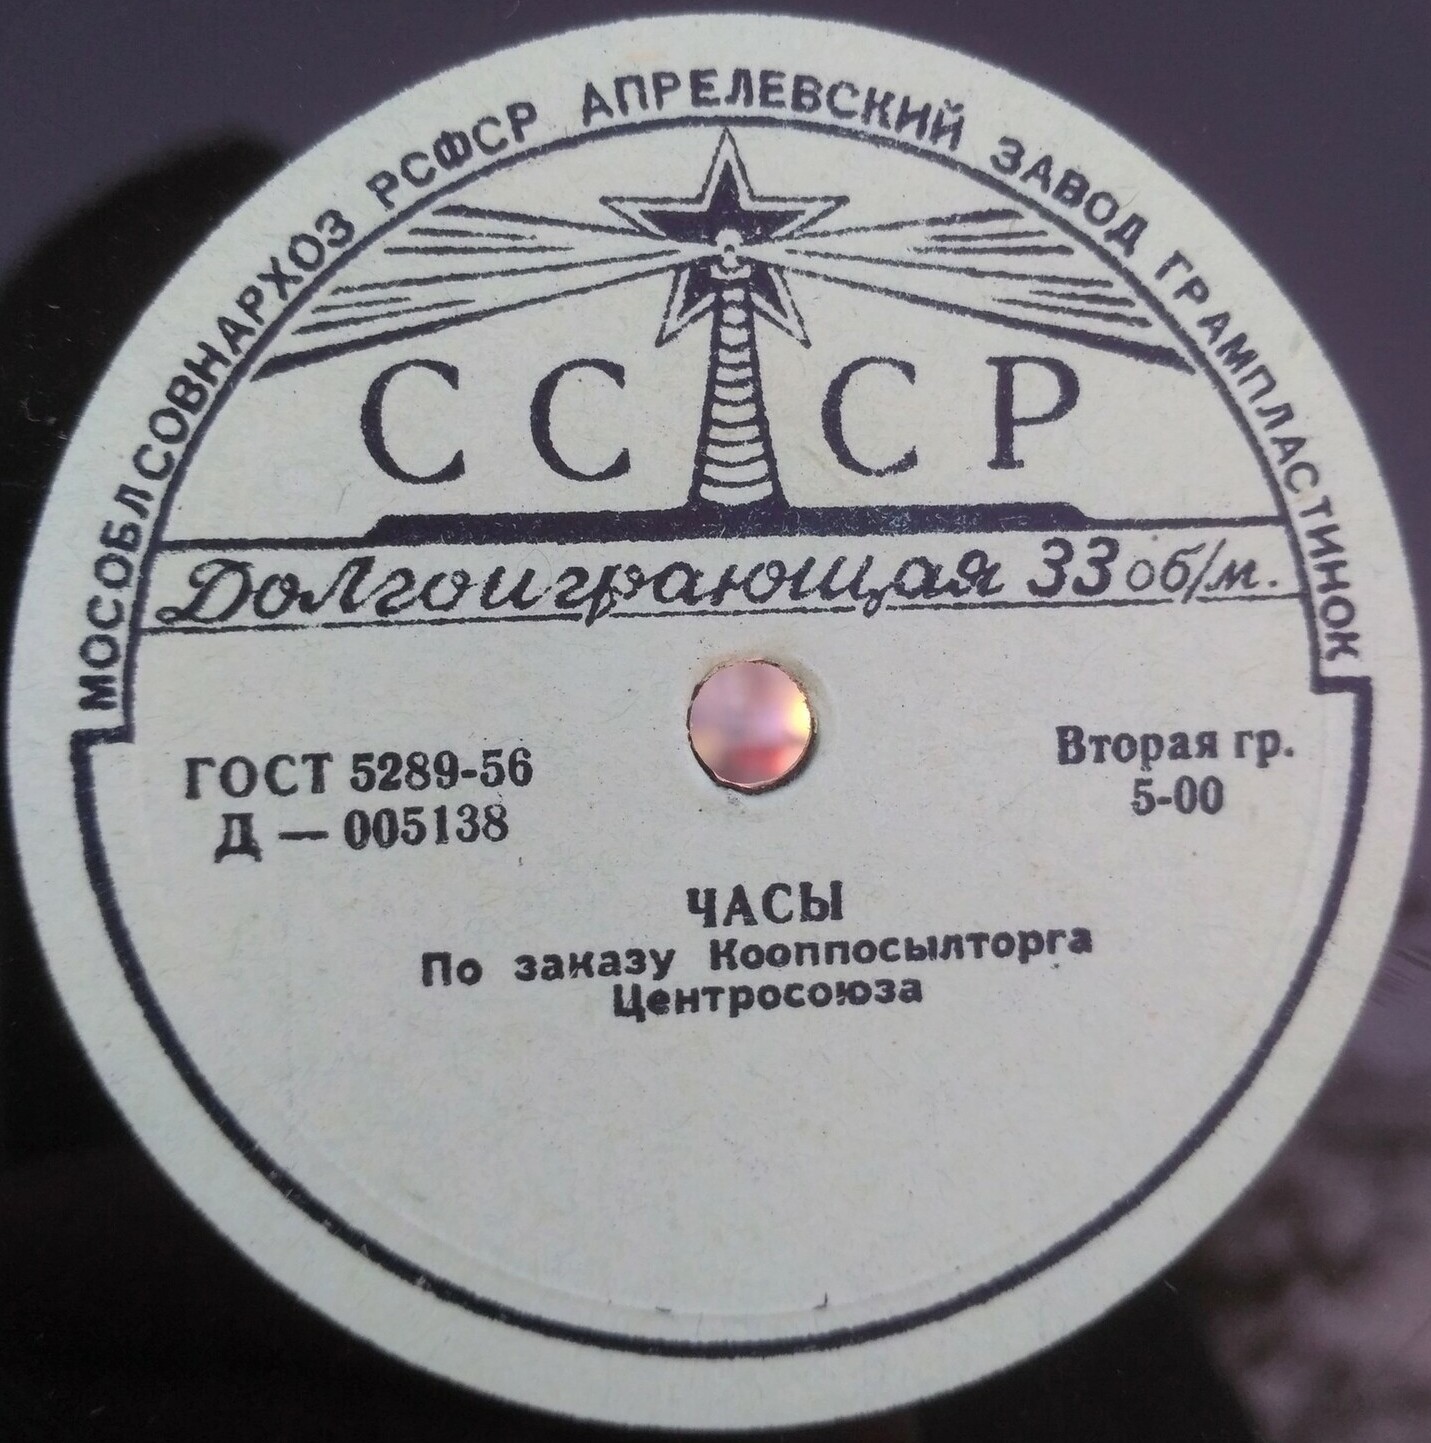 МОСОБЛСОВНАРХОЗ РСФСР АПРЕЛЕВСКИЙ ЗАВОД ГРАМПЛАСТИНОК
СССР
Долгоиграющая 33 об/м.
ГОСТ 5289-56
Д — 005138
Вторая гр.
5-00
ЧАСЫ
По заказу Кооппосылторга
Центросоюза